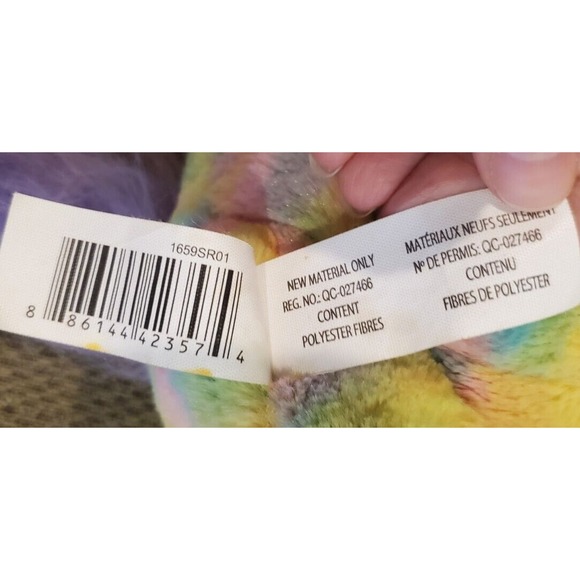 1659SR01
8 86144 42357 4
NEW MATERIAL ONLY
REG. NO.: QC-027466
CONTENT
POLYESTER FIBRES
MATÉRIAUX NEUFS SEULEMENT
Nº DE PERMIS: QC-027466
CONTENU
FIBRES DE POLYESTER